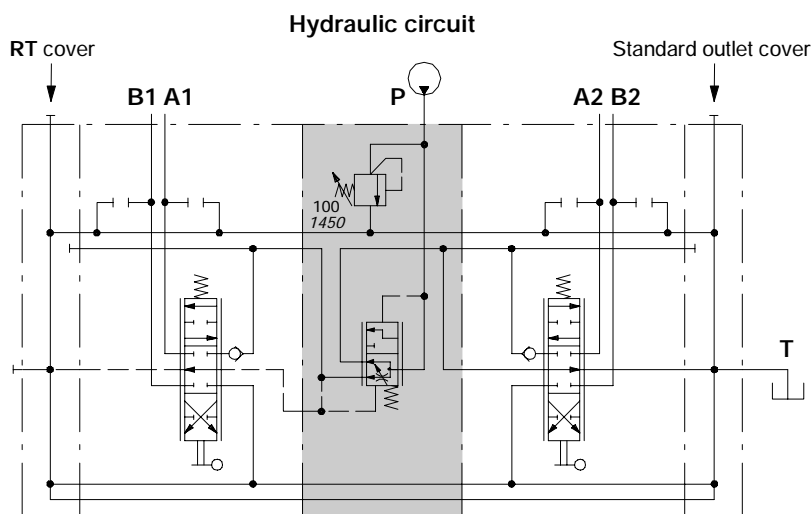 Hydraulic circuit
RT cover
Standard outlet cover
B1 A1
P
A2 B2
100
1450
T